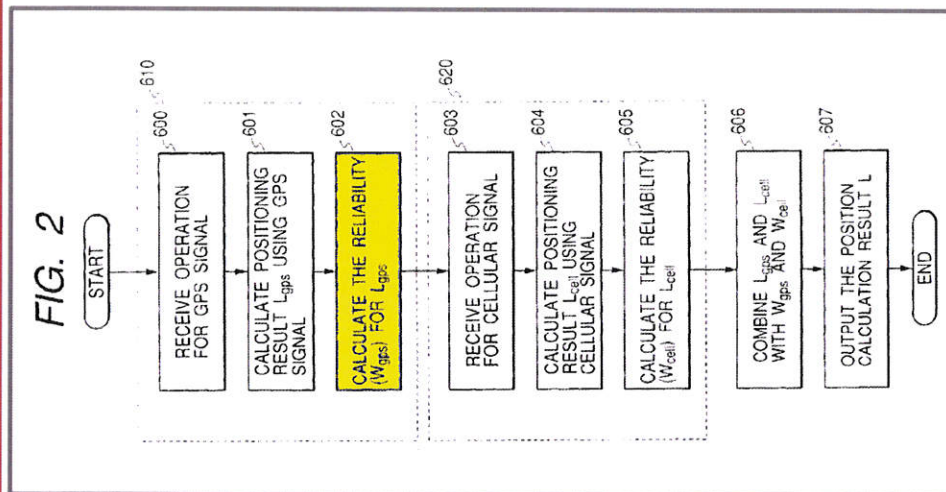 FIG. 2
START
610
600
RECEIVE OPERATION
FOR GPS SIGNAL
601
CALCULATE POSITIONING
RESULT Lgps USING GPS
SIGNAL
602
CALCULATE THE RELIABILITY
(Wgps) FOR Lgps
620
603
RECEIVE OPERATION
FOR CELLULAR SIGNAL
604
CALCULATE POSITIONING
RESULT Lcell USING
CELLULAR SIGNAL
605
CALCULATE THE RELIABILITY
(Wcell) FOR Lcell
606
COMBINE Lgps AND Lcell
WITH Wgps AND Wcell
607
OUTPUT THE POSITION
CALCULATION RESULT L
END